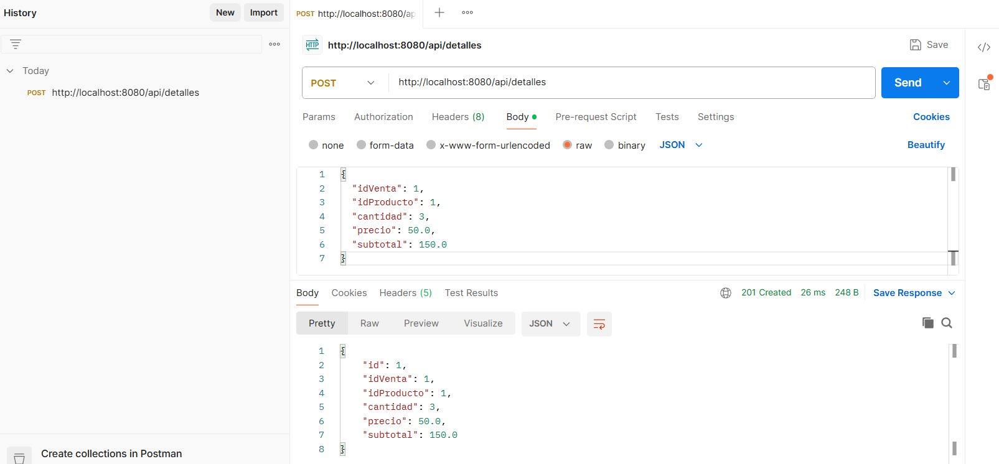 History
New
Import
POST http://localhost:8080/ap
http://localhost:8080/api/detalles
Save
Today
POST http://localhost:8080/api/detalles
POST
http://localhost:8080/api/detalles
Send
Params
Authorization
Headers (8)
Body
Pre-request Script
Tests
Settings
Cookies
none
form-data
x-www-form-urlencoded
raw
binary
JSON
Beautify
1 {
2 "idVenta": 1,
3 "idProducto": 1,
4 "cantidad": 3,
5 "precio": 50.0,
6 "subtotal": 150.0
7 }
Body
Cookies
Headers (5)
Test Results
201 Created
26 ms
248 B
Save Response
Pretty
Raw
Preview
Visualize
JSON
1 {
2 "id": 1,
3 "idVenta": 1,
4 "idProducto": 1,
5 "cantidad": 3,
6 "precio": 50.0,
7 "subtotal": 150.0
8 }
Create collections in Postman